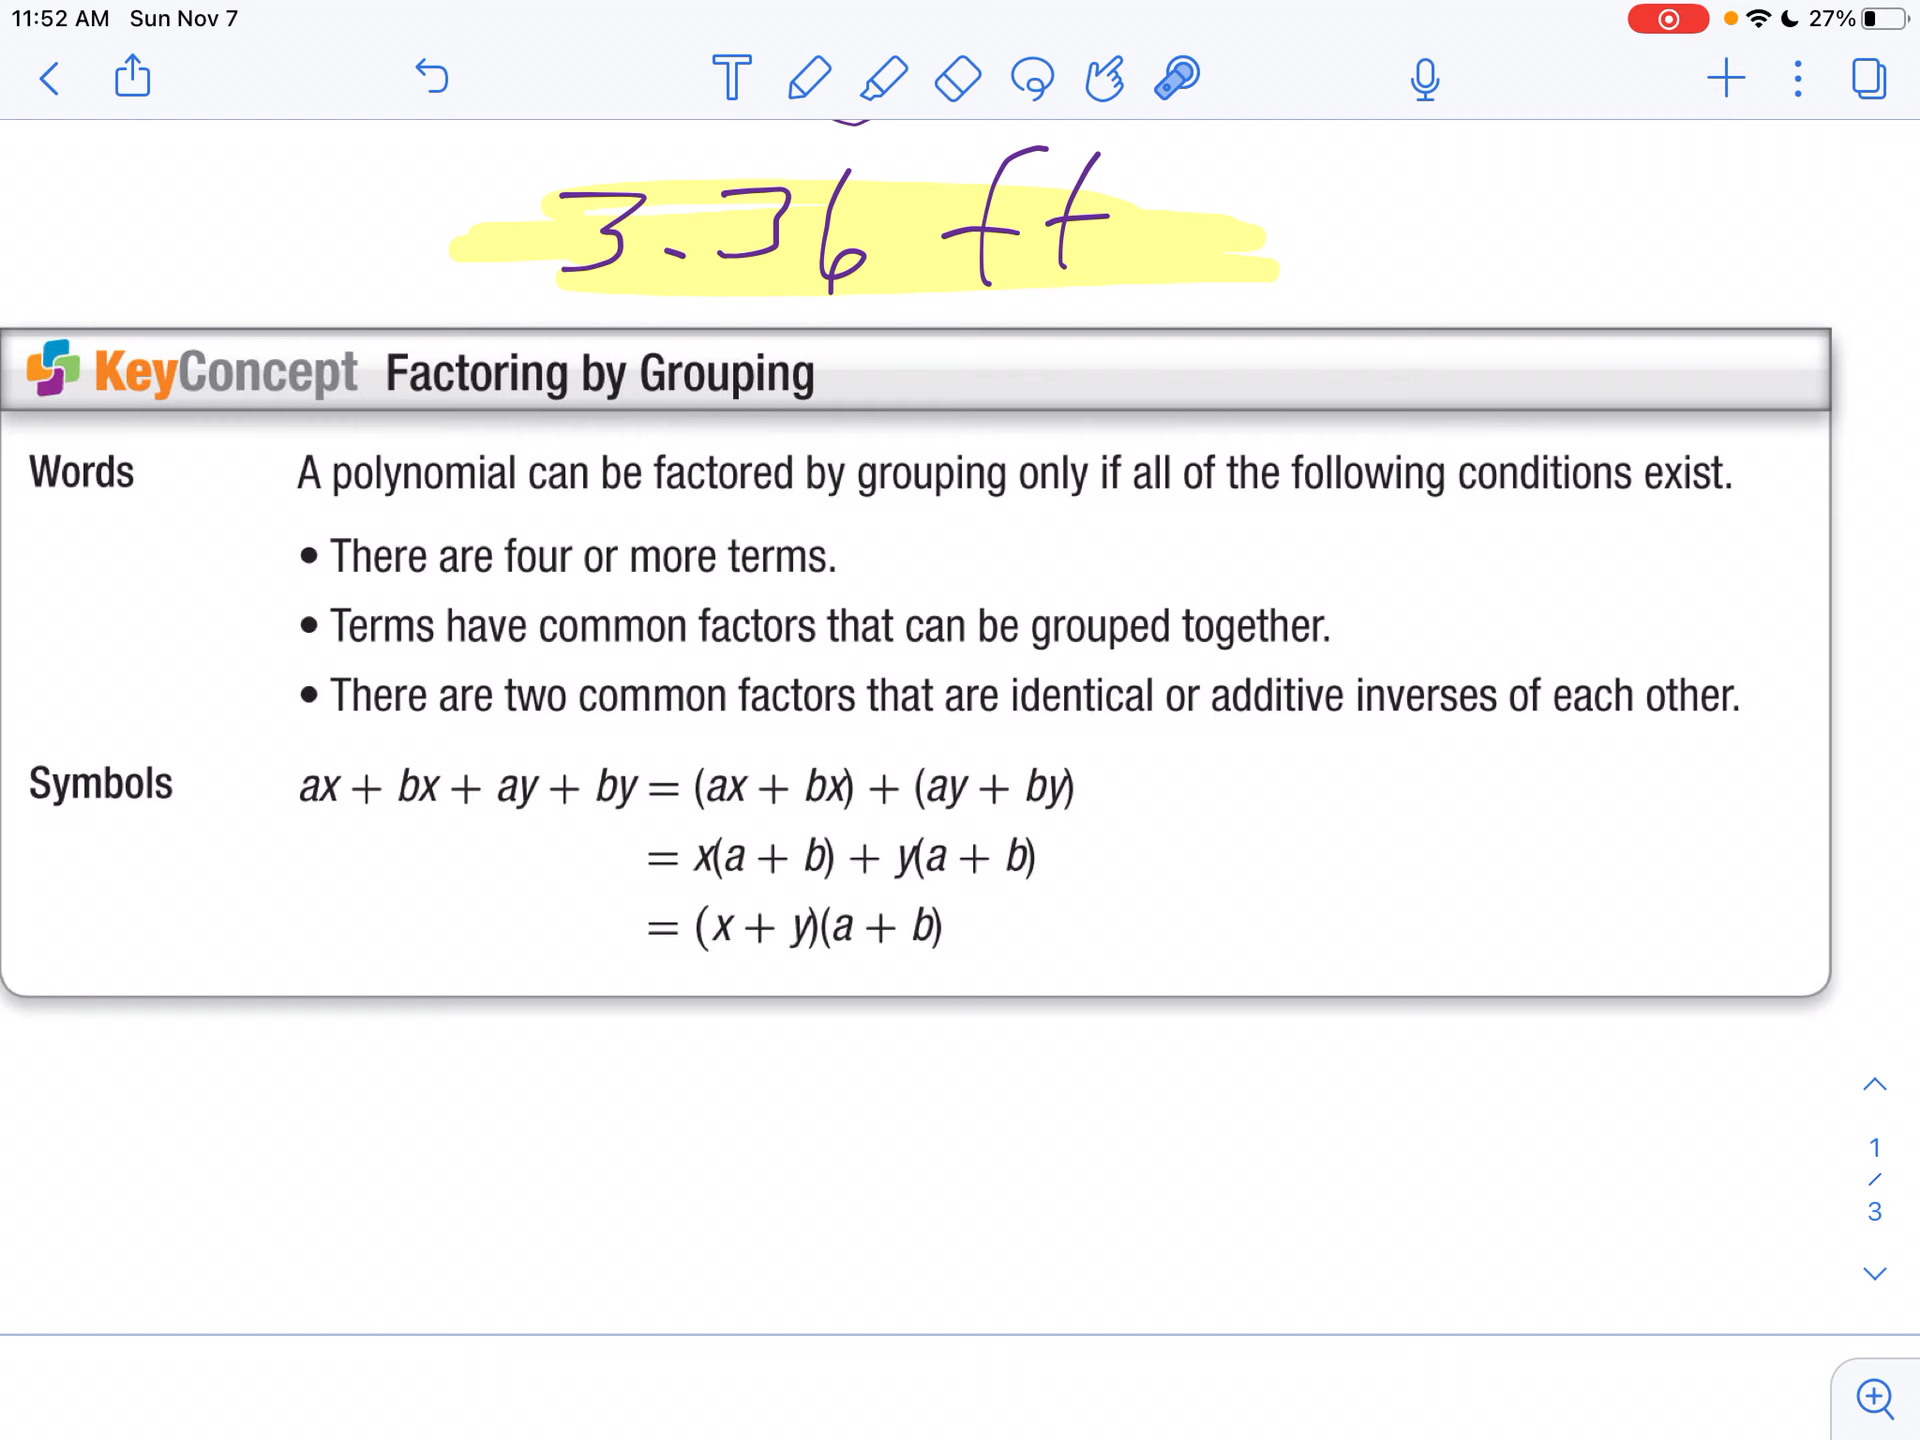 11:52 AM Sun Nov 7
27%
3.36 ft
KeyConcept Factoring by Grouping
Words A polynomial can be factored by grouping only if all of the following conditions exist.
• There are four or more terms.
• Terms have common factors that can be grouped together.
• There are two common factors that are identical or additive inverses of each other.
Symbols ax + bx + ay + by = (ax + bx) + (ay + by)
= x(a + b) + y(a + b)
= (x + y)(a + b)
1
/
3